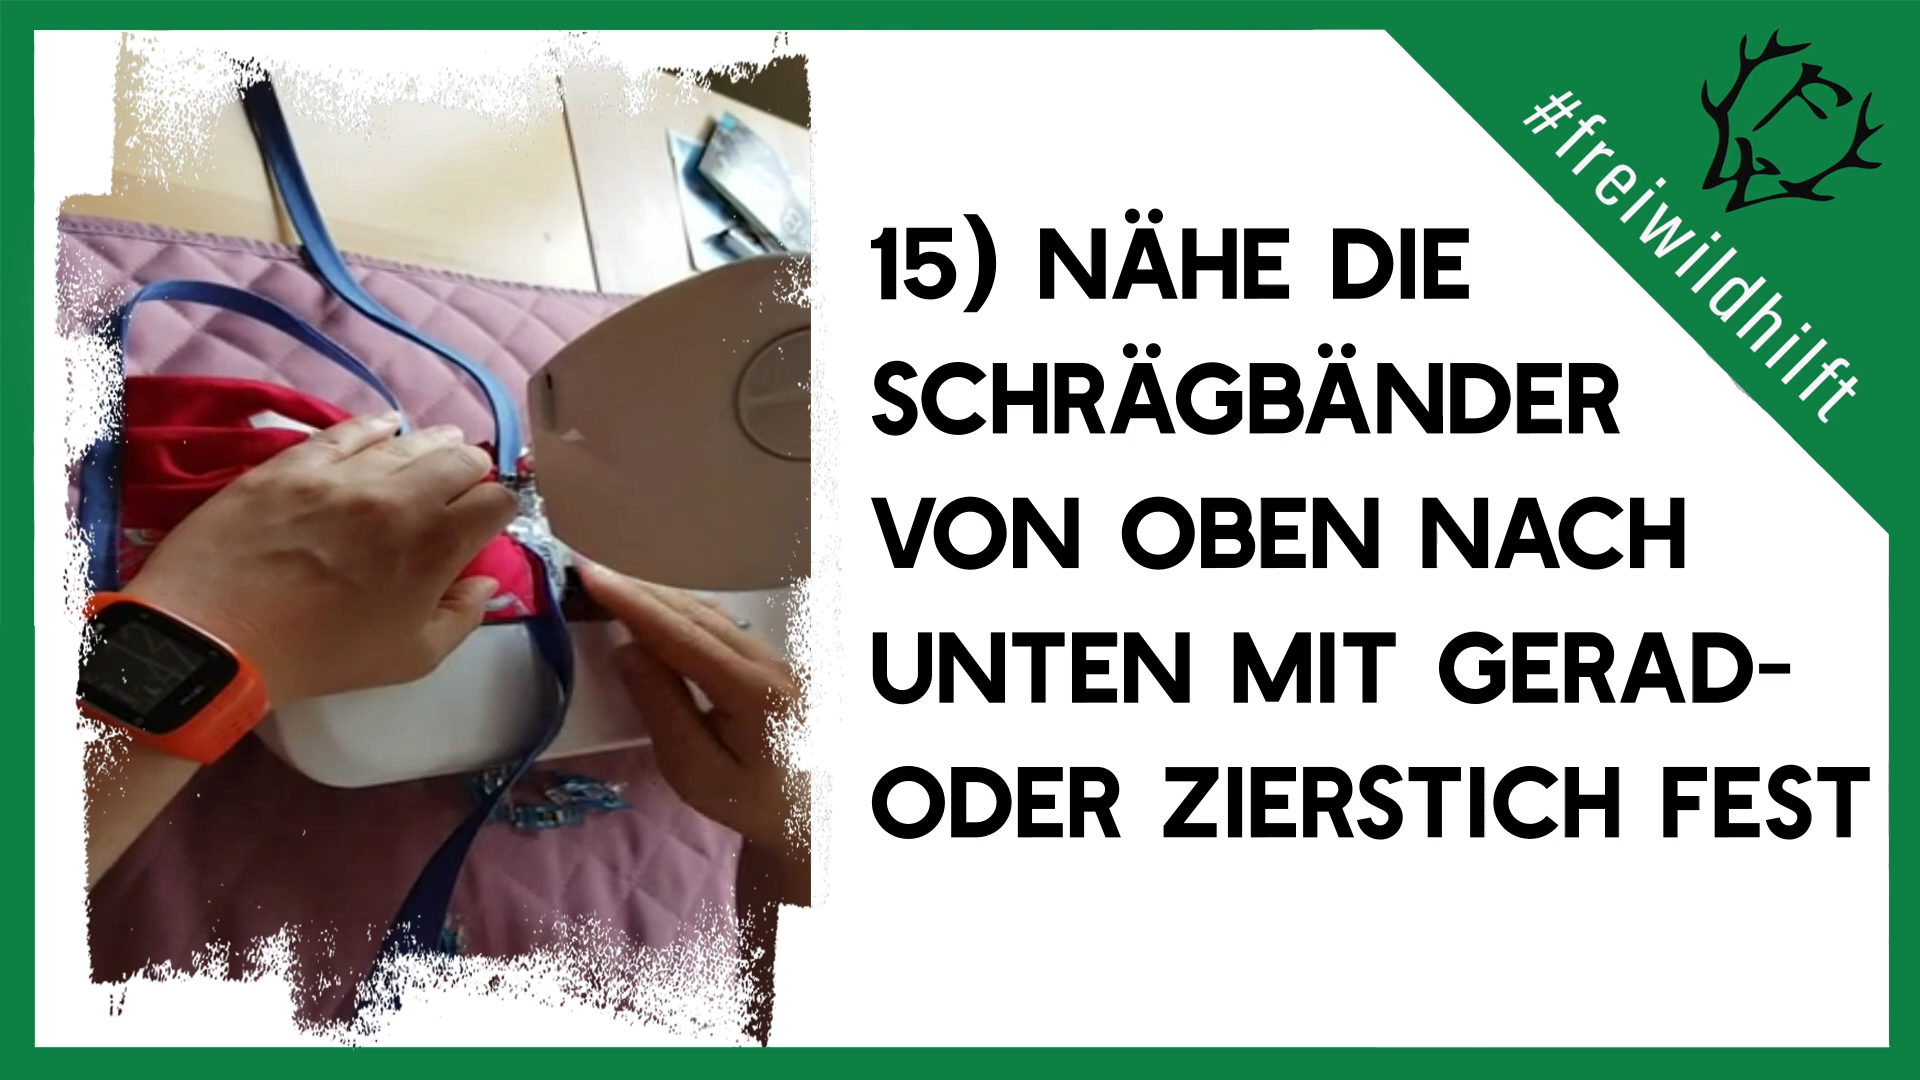 #freiwildhilft
15) NÄHE DIE
SCHRÄGBÄNDER
VON OBEN NACH
UNTEN MIT GERAD-
ODER ZIERSTICH FEST